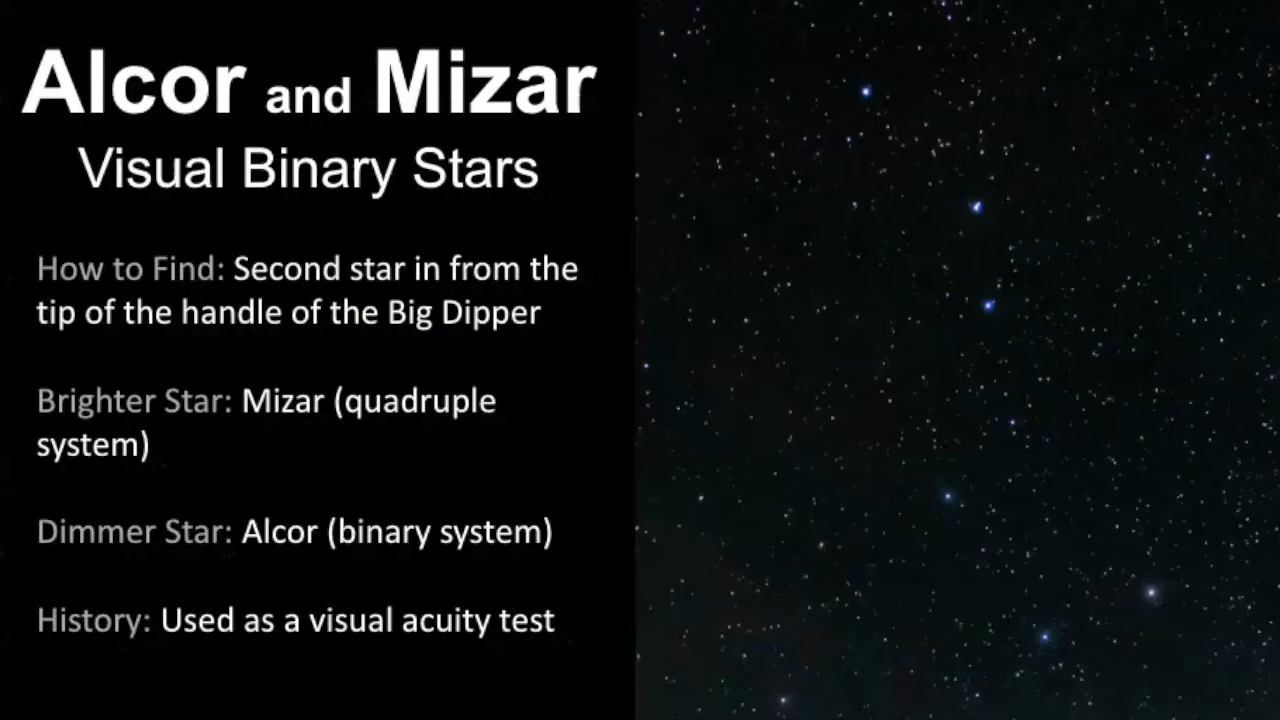 Alcor and Mizar
Visual Binary Stars
How to Find: Second star in from the
tip of the handle of the Big Dipper
Brighter Star: Mizar (quadruple
system)
Dimmer Star: Alcor (binary system)
History: Used as a visual acuity test